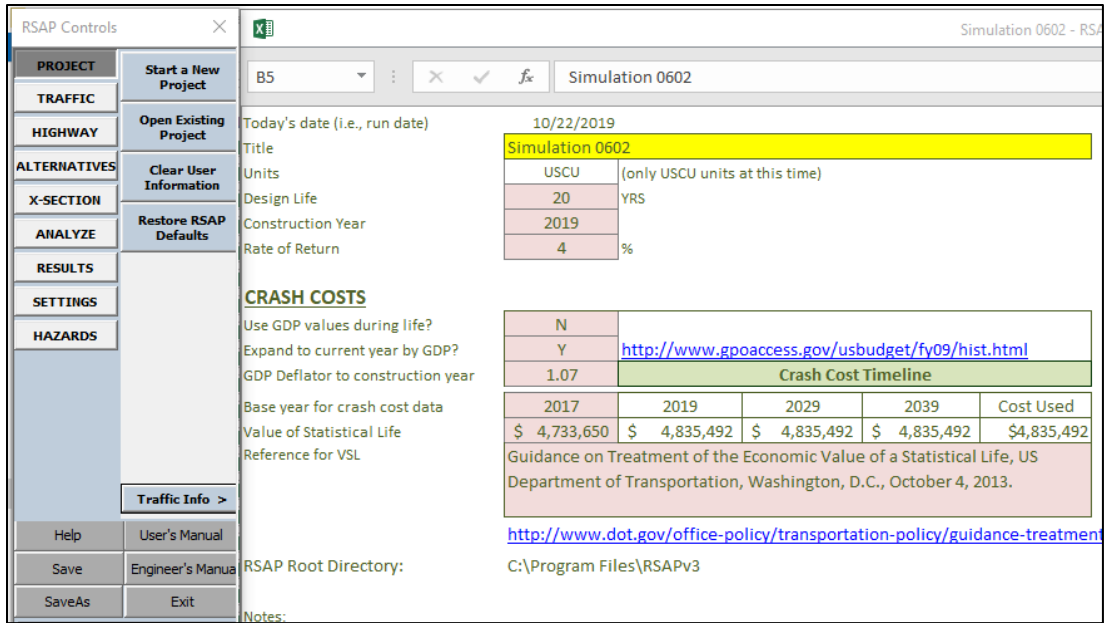 RSAP Controls
PROJECT
TRAFFIC
HIGHWAY
ALTERNATIVES
X-SECTION
ANALYZE
RESULTS
SETTINGS
HAZARDS
Start a New
Project
Open Existing
Project
Clear User
Information
Restore RSAP
Defaults
Traffic Info >
Help User's Manual
Save Engineer's Manua
SaveAs Exit
Simulation 0602 - RSA
B5 fx Simulation 0602
Today's date (i.e., run date) 10/22/2019
Title Simulation 0602
Units USCU (only USCU units at this time)
Design Life 20 YRS
Construction Year 2019
Rate of Return 4 %
CRASH COSTS
Use GDP values during life? N
Expand to current year by GDP? Y http://www.gpoaccess.gov/usbudget/fy09/hist.html
GDP Deflator to construction year 1.07 Crash Cost Timeline
Base year for crash cost data 2017 2019 2029 2039 Cost Used
Value of Statistical Life $ 4,733,650 $ 4,835,492 $ 4,835,492 $ 4,835,492 $4,835,492
Reference for VSL Guidance on Treatment of the Economic Value of a Statistical Life, US
Department of Transportation, Washington, D.C., October 4, 2013.
http://www.dot.gov/office-policy/transportation-policy/guidance-treatment
RSAP Root Directory: C:\Program Files\RSAPv3
Notes: